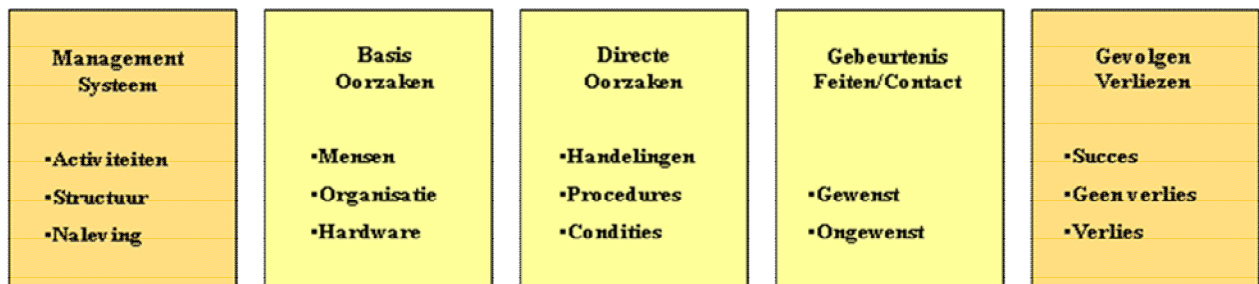 Management
Systeem
▪Activiteiten
▪Structuur
▪Naleving
Basis
Oorzaken
▪Mensen
▪Organisatie
▪Hardware
Directe
Oorzaken
▪Handelingen
▪Procedures
▪Condities
Gebeurtenis
Feiten/Contact
▪Gewenst
▪Ongewenst
Gevolgen
Verliezen
▪Succes
▪Geen verlies
▪Verlies